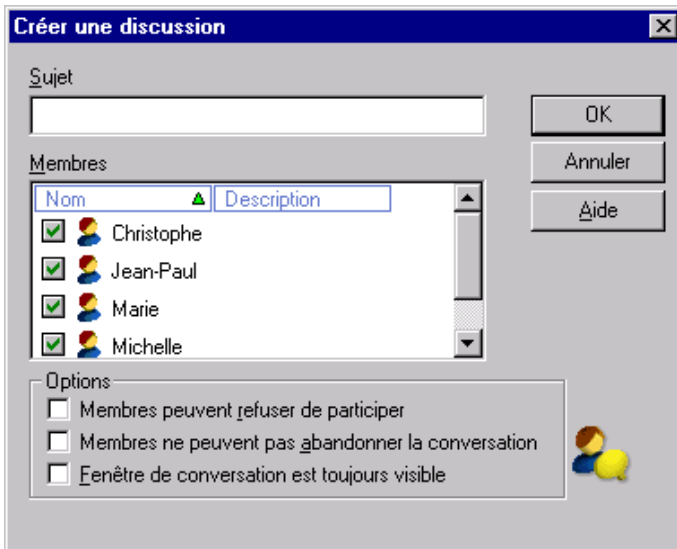 Créer une discussion
Sujet
OK
Membres
Annuler
Nom Description
Aide
Christophe
Jean-Paul
Marie
Michelle
Options
Membres peuvent refuser de participer
Membres ne peuvent pas abandonner la conversation
Fenêtre de conversation est toujours visible